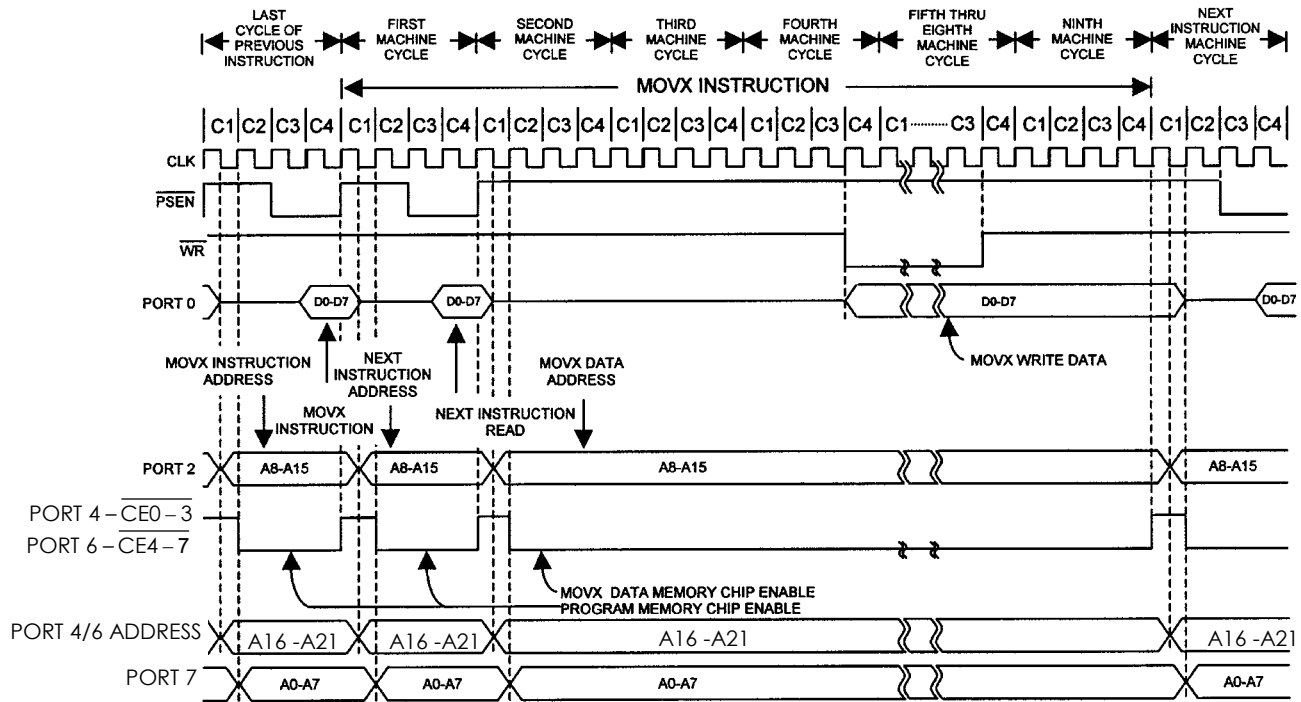 LAST CYCLE OF PREVIOUS INSTRUCTION
FIRST MACHINE CYCLE
SECOND MACHINE CYCLE
THIRD MACHINE CYCLE
FOURTH MACHINE CYCLE
FIFTH THRU EIGHTH MACHINE CYCLE
NINTH MACHINE CYCLE
NEXT INSTRUCTION MACHINE CYCLE
MOVX INSTRUCTION
C1 C2 C3 C4 C1 C2 C3 C4 C1 C2 C3 C4 C1 C2 C3 C4 C1 C2 C3 C4 C1 ......... C3 C4 C1 C2 C3 C4 C1 C2 C3 C4
CLK
PSEN
WR
PORT 0 D0-D7 D0-D7 D0-D7 D0-D7
MOVX INSTRUCTION ADDRESS
NEXT INSTRUCTION ADDRESS
MOVX DATA ADDRESS
MOVX WRITE DATA
MOVX INSTRUCTION
NEXT INSTRUCTION READ
PORT 2 A8-A15 A8-A15 A8-A15 A8-A15
PORT 4 – CE0 – 3
PORT 6 – CE4 – 7
MOVX DATA MEMORY CHIP ENABLE
PROGRAM MEMORY CHIP ENABLE
PORT 4/6 ADDRESS A16 -A21 A16 -A21 A16 -A21 A16 -A21
PORT 7 A0-A7 A0-A7 A0-A7 A0-A7